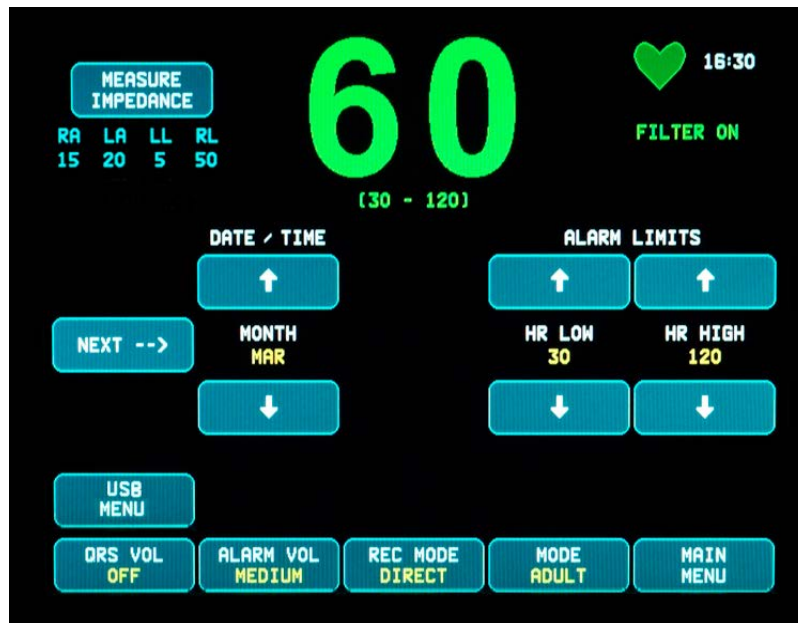 60
16:30
MEASURE
IMPEDANCE
FILTER ON
RA LA LL RL
15 20 5 50
(30 - 120)
DATE / TIME
ALARM LIMITS
NEXT -->
MONTH
MAR
HR LOW
30
HR HIGH
120
USB
MENU
QRS VOL
OFF
ALARM VOL
MEDIUM
REC MODE
DIRECT
MODE
ADULT
MAIN
MENU